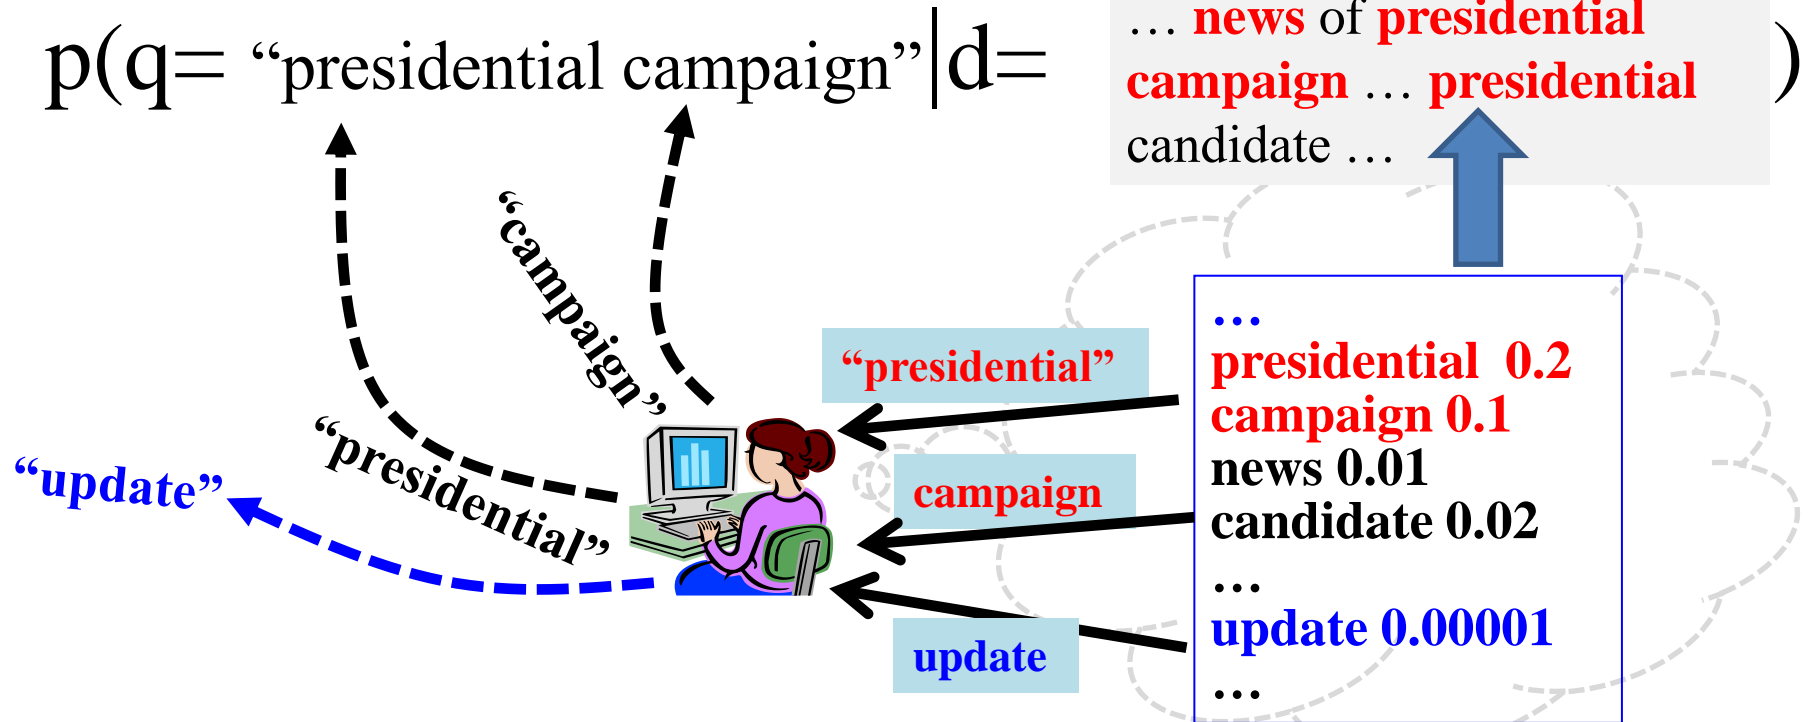 p(q= “presidential campaign”|d=
… news of presidential
campaign … presidential
candidate …
)
“campaign”
“presidential”
“update”
“presidential”
campaign
update
…
presidential 0.2
campaign 0.1
news 0.01
candidate 0.02
…
update 0.00001
…